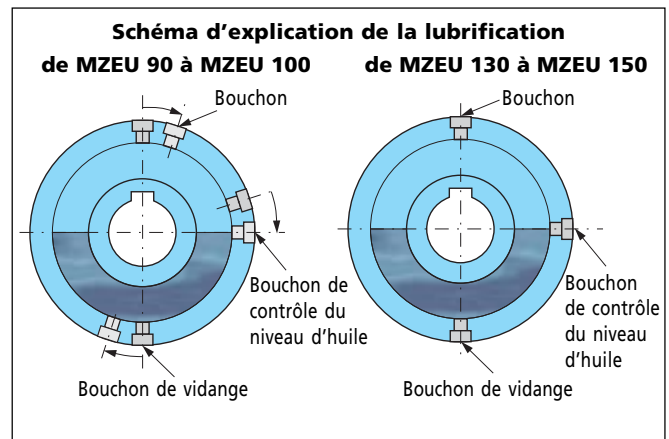 Schéma d'explication de la lubrification
de MZEU 90 à MZEU 100
de MZEU 130 à MZEU 150
Bouchon
Bouchon de
contrôle du
niveau d'huile
Bouchon de vidange
Bouchon
Bouchon
de contrôle
du niveau
d'huile
Bouchon de vidange